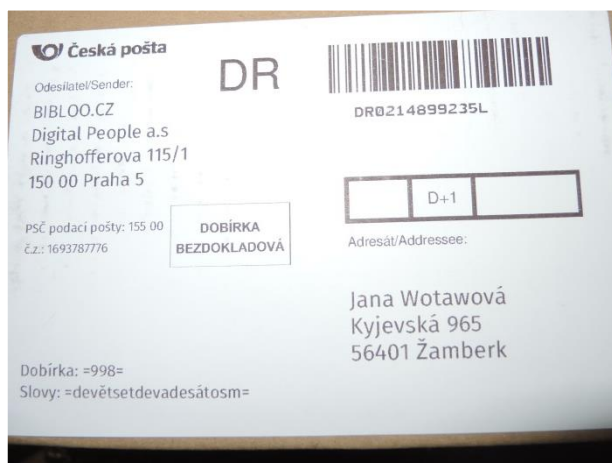 Česká pošta
Odesílatel/Sender:
DR
BIBLOO.CZ
Digital People a.s
Ringhofferova 115/1
150 00 Praha 5
DR0214899235L
D+1
PSČ podací pošty: 155 00
č.z.: 1693787776
DOBÍRKA
BEZDOKLADOVÁ
Adresát/Addressee:
Jana Wotawová
Kyjevská 965
56401 Žamberk
Dobírka: =998=
Slovy: =devětsetdevadesátosm=